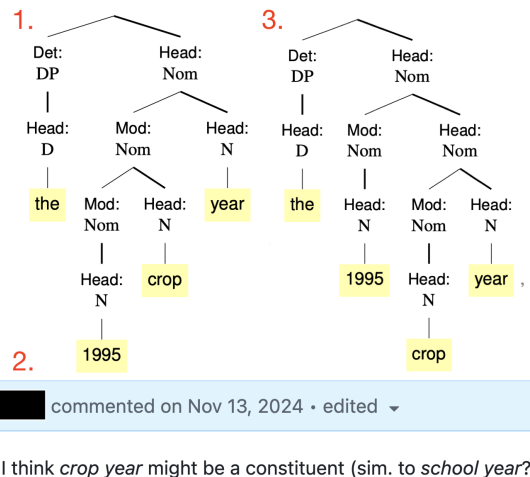 1. 3.
Det: Head: Det: Head:
DP Nom DP Nom
Head: Mod: Head: Head: Mod: Head:
D Nom N D Nom Nom
the Mod: Head: year the Head: Mod: Head:
Nom N N Nom N
Head: crop 1995 Head: year ,
N N
2. 1995 crop
commented on Nov 13, 2024 • edited
I think crop year might be a constituent (sim. to school year?